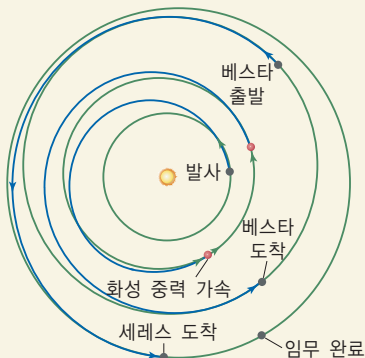 베스타
출발
발사
베스타
도착
화성 중력 가속
세레스 도착
임무 완료